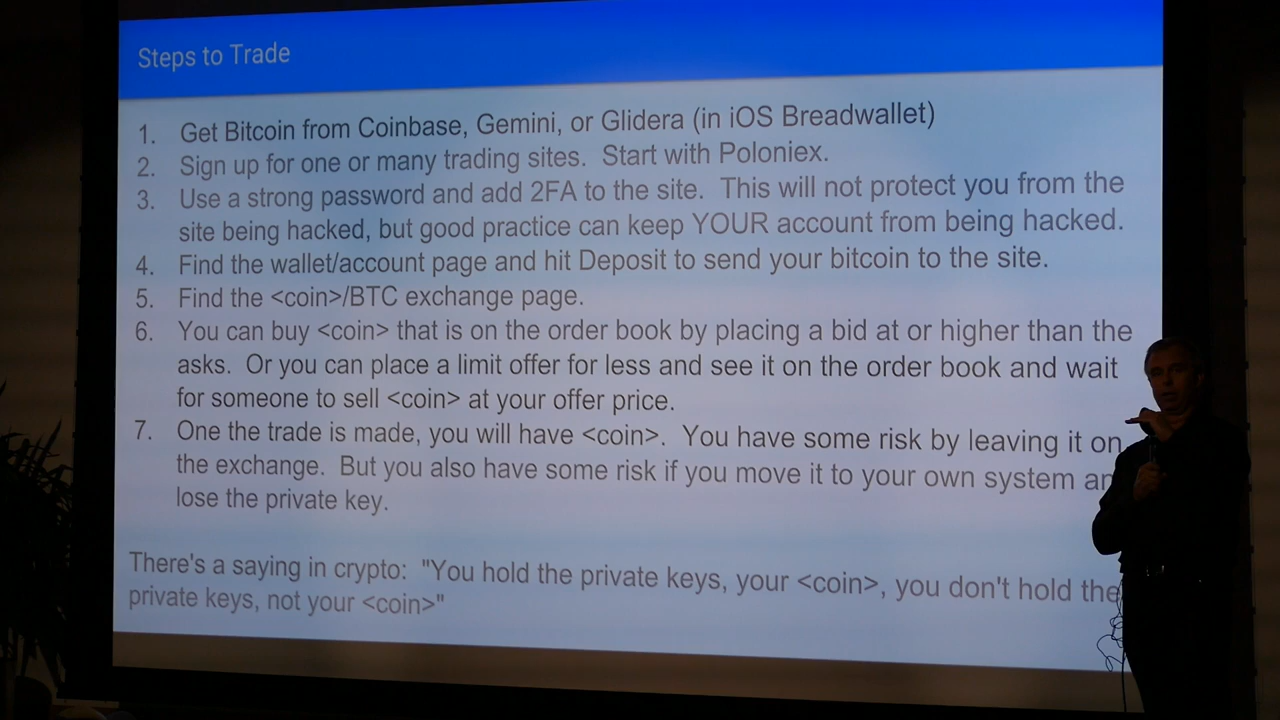 Steps to Trade
1. Get Bitcoin from Coinbase, Gemini, or Glidera (in iOS Breadwallet)
2. Sign up for one or many trading sites.  Start with Poloniex.
3. Use a strong password and add 2FA to the site.  This will not protect you from the
site being hacked, but good practice can keep YOUR account from being hacked.
4. Find the wallet/account page and hit Deposit to send your bitcoin to the site.
5. Find the <coin>/BTC exchange page.
6. You can buy <coin> that is on the order book by placing a bid at or higher than the
asks.  Or you can place a limit offer for less and see it on the order book and wait
for someone to sell <coin> at your offer price.
7. One the trade is made, you will have <coin>.  You have some risk by leaving it on
the exchange.  But you also have some risk if you move it to your own system an
lose the private key.
There's a saying in crypto:  "You hold the private keys, your <coin>, you don't hold the
private keys, not your <coin>"